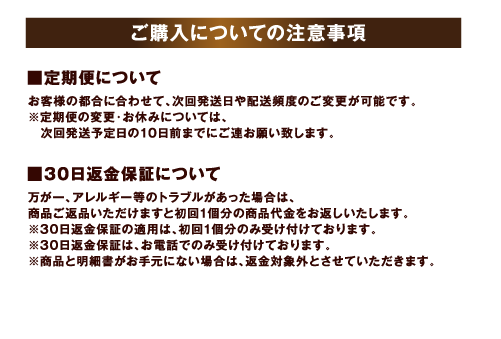 ご購入についての注意事項
■定期便について
お客様の都合に合わせて、次回発送日や配送頻度のご変更が可能です。
※定期便の変更・お休みについては、
次回発送予定日の10日前までにご連お願い致します。
■30日返金保証について
万が一、アレルギー等のトラブルがあった場合は、
商品ご返品いただけますと初回1個分の商品代金をお返しいたします。
※30日返金保証の適用は、初回1個分のみ受け付けております。
※30日返金保証は、お電話でのみ受け付けております。
※商品と明細書がお手元にない場合は、返金対象外とさせていただきます。